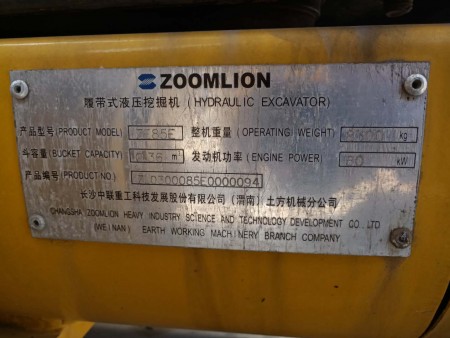 ZOOMLION
履带式液压挖掘机 (HYDRAULIC EXCAVATOR)
产品型号(PRODUCT MODEL) ZE85E 整机重量 (OPERATING WEIGHT) kg
斗容量(BUCKET CAPACITY) m³ 发动机功率(ENGINE POWER) kW
产品编号(PRODUCT NO.) 0300085E0000094
长沙中联重工科技发展股份有限公司 (渭南) 土方机械分公司
CHANGSHA ZOOMLION HEAVY INDUSTRY SCIENCE AND TECHNOLOGY DEVELOPMENT CO., LTD
(WEINAN) EARTH WORKING MACHINERY BRANCH COMPANY